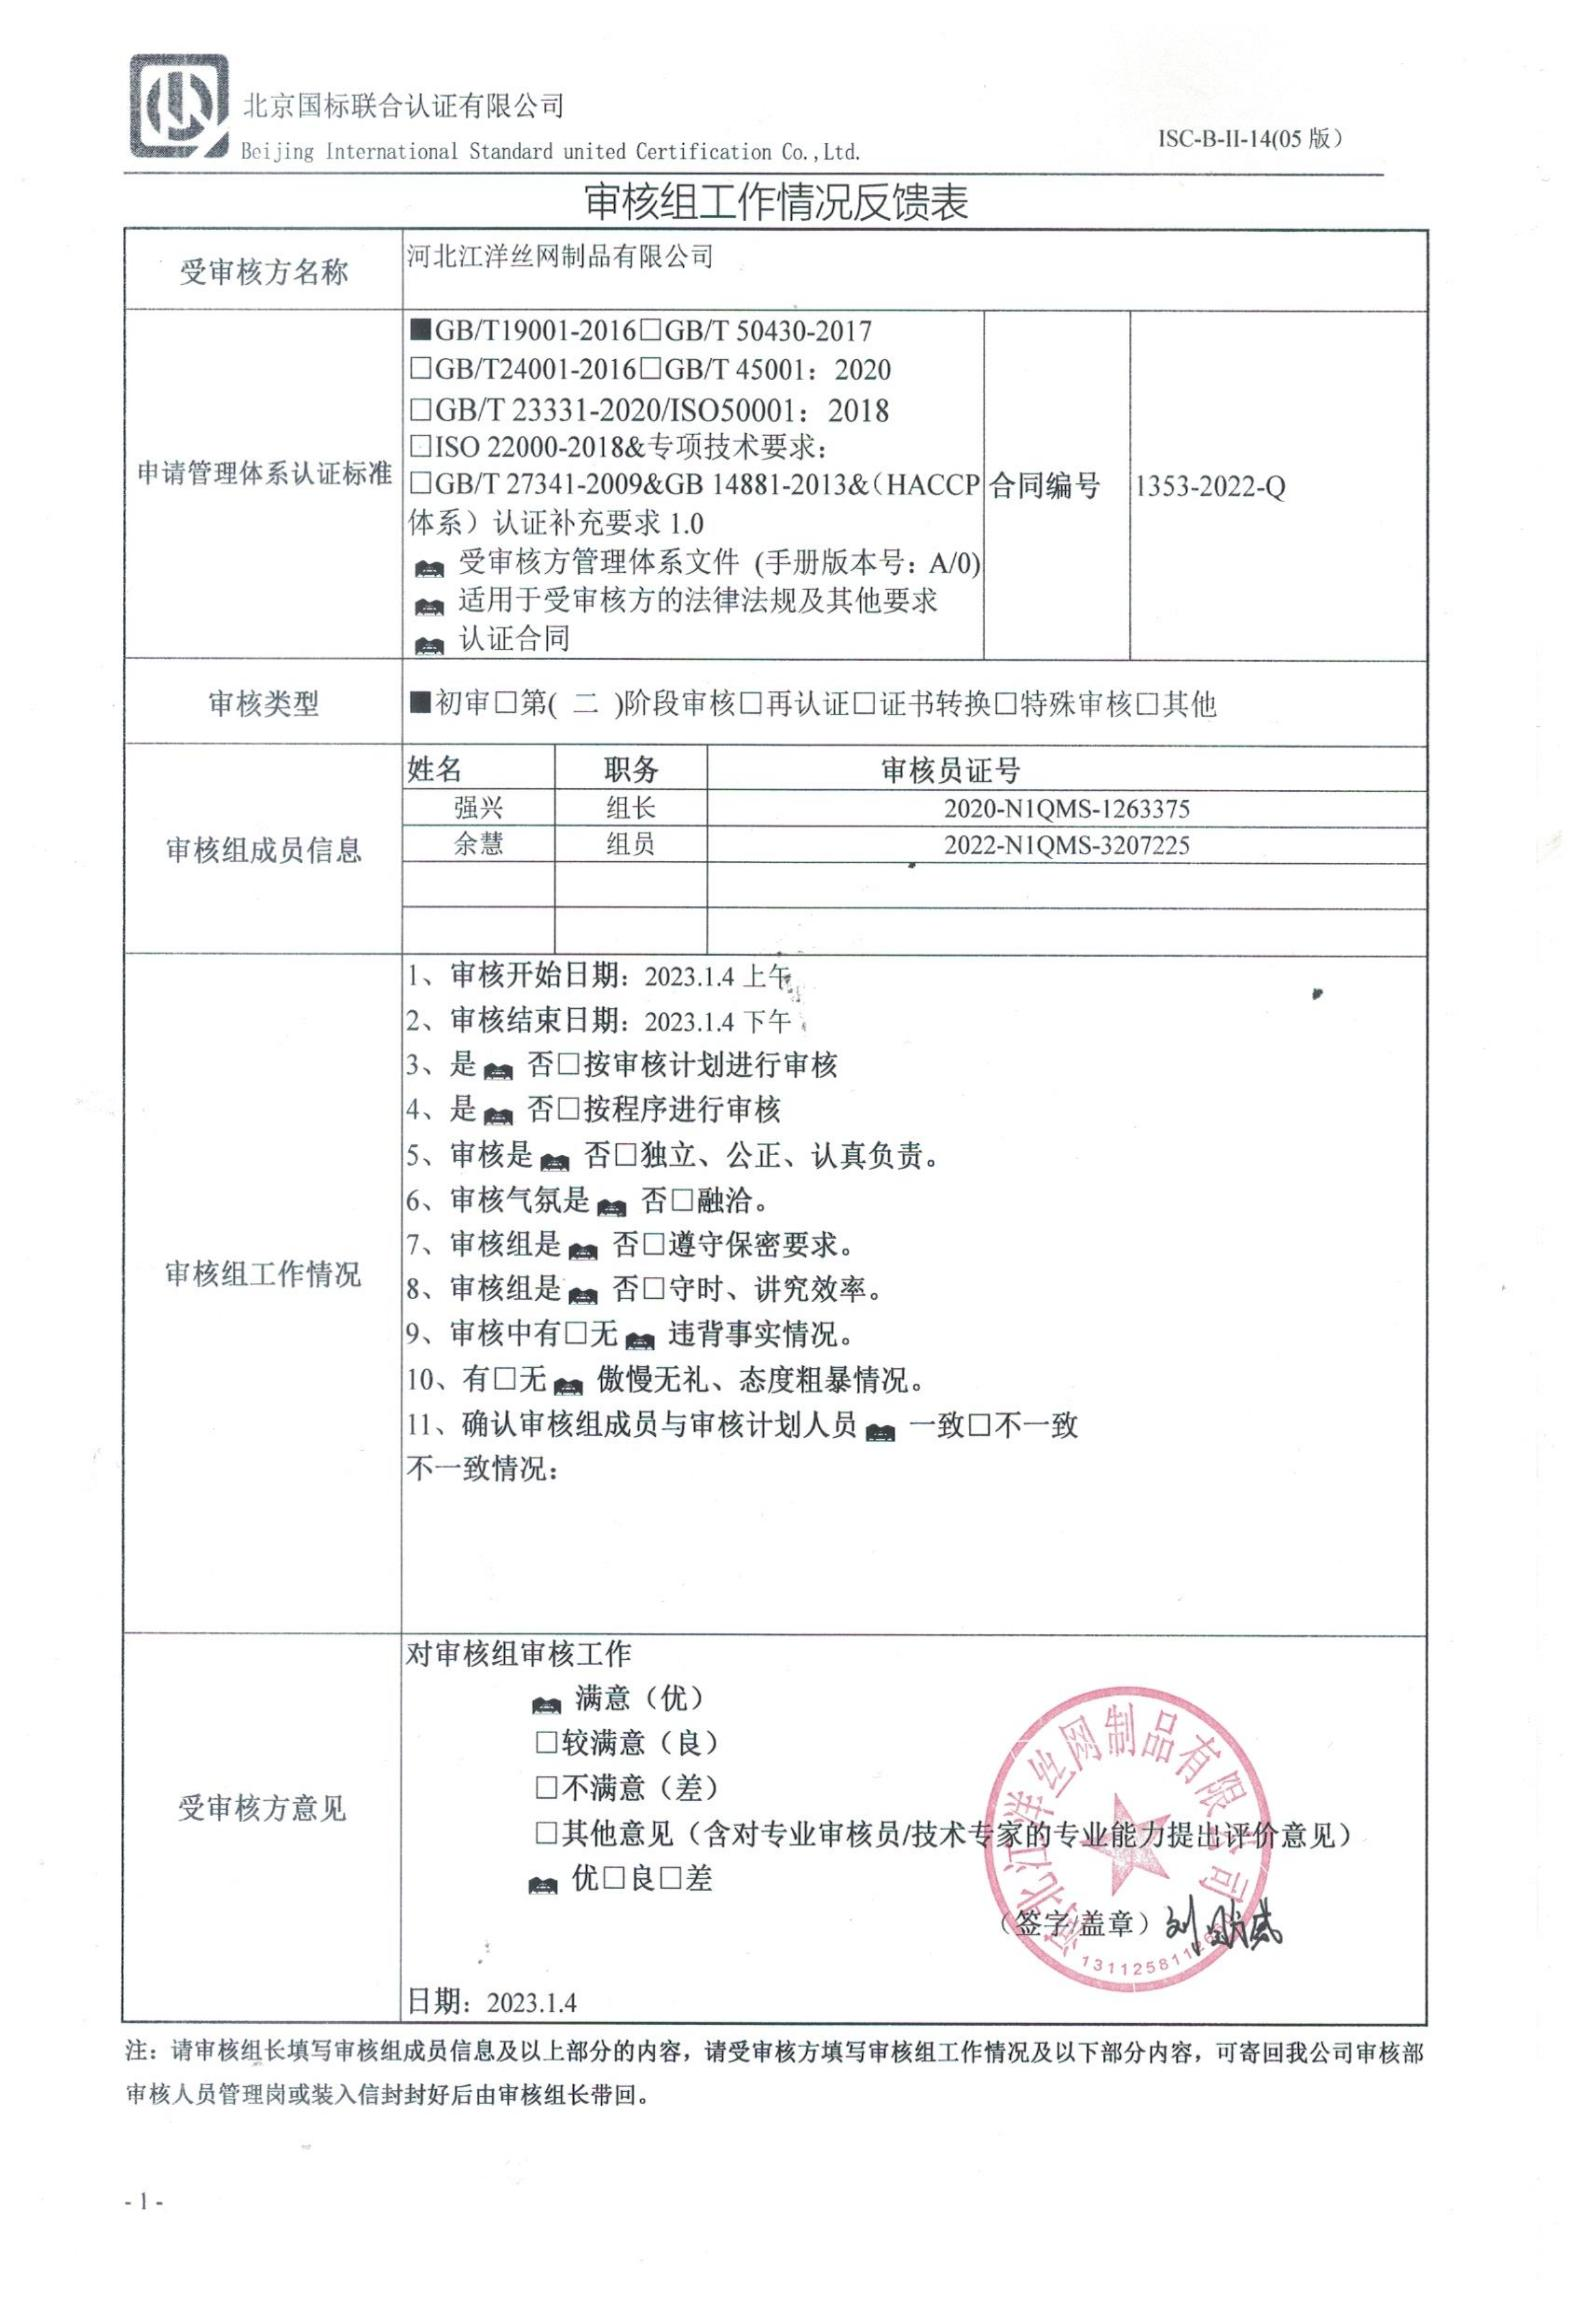 北京国标联合认证有限公司
Beijing International Standard united Certification Co.,Ltd.
ISC-B-II-14(05 版）
审核组工作情况反馈表
受审核方名称
河北江洋丝网制品有限公司
申请管理体系认证标准
■GB/T19001-2016□GB/T 50430-2017
□GB/T24001-2016□GB/T 45001：2020
□GB/T 23331-2020/ISO50001：2018
□ISO 22000-2018&专项技术要求:
□GB/T 27341-2009&GB 14881-2013&（HACCP
体系）认证补充要求 1.0
受审核方管理体系文件 (手册版本号：A/0)
适用于受审核方的法律法规及其他要求
认证合同
合同编号
1353-2022-Q
审核类型
■初审□第( 二 )阶段审核□再认证□证书转换□特殊审核□其他
审核组成员信息
姓名 职务 审核员证号
强兴 组长 2020-N1QMS-1263375
余慧 组员 2022-N1QMS-3207225
审核组工作情况
1、审核开始日期：2023.1.4 上午
2、审核结束日期：2023.1.4 下午
3、是 否□按审核计划进行审核
4、是 否□按程序进行审核
5、审核是 否□独立、公正、认真负责。
6、审核气氛是 否□融洽。
7、审核组是 否□遵守保密要求。
8、审核组是 否□守时、讲究效率。
9、审核中有□无 违背事实情况。
10、有□无 傲慢无礼、态度粗暴情况。
11、确认审核组成员与审核计划人员 一致□不一致
不一致情况：
受审核方意见
对审核组审核工作
满意（优）
□较满意（良）
□不满意（差）
□其他意见（含对专业审核员/技术专家的专业能力提出评价意见）
优□良□差
（签字/盖章）
河北江洋丝网制品有限公司
日期：2023.1.4
注：请审核组长填写审核组成员信息及以上部分的内容，请受审核方填写审核组工作情况及以下部分内容，可寄回我公司审核部
审核人员管理岗或装入信封封好后由审核组长带回。
- 1 -